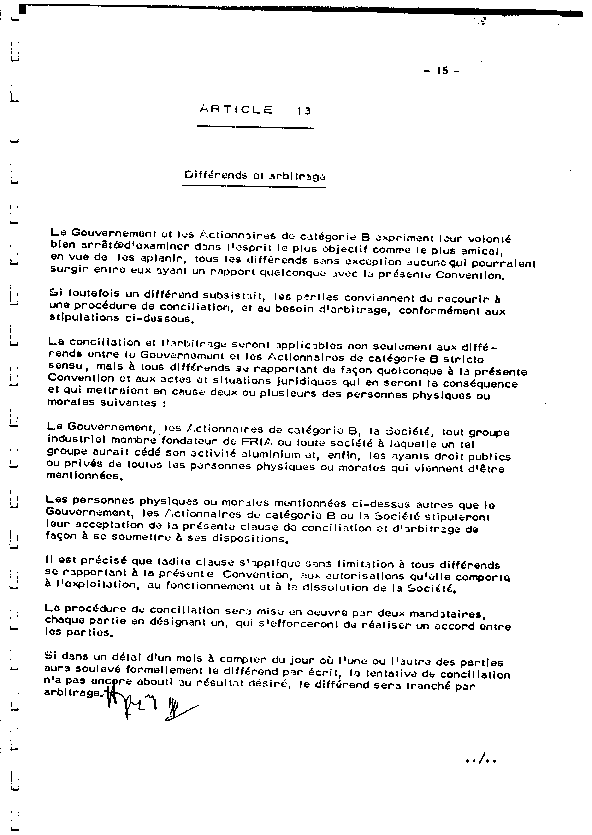 - 15 -
ARTICLE 13
Différends et arbitrage
Le Gouvernement et les Actionnaires de catégorie B expriment leur volonté
bien arrêtée d'examiner dans l'esprit le plus objectif comme le plus amical,
en vue de les aplanir, tous les différends sans exception aucune qui pourraient
surgir entre eux ayant un rapport quelconque avec la présente Convention.
Si toutefois un différend subsistait, les parties conviennent de recourir à
une procédure de conciliation, et au besoin d'arbitrage, conformément aux
stipulations ci-dessous.
La conciliation et l'arbitrage seront applicables non seulement aux diffé-
rends entre le Gouvernement et les Actionnaires de catégorie B stricto
sensu, mais à tous différends se rapportant de façon quelconque à la présente
Convention et aux actes et situations juridiques qui en seront la conséquence
et qui mettraient en cause deux ou plusieurs des personnes physiques ou
morales suivantes :
Le Gouvernement, les Actionnaires de catégorie B, la Société, tout groupe
industriel membre fondateur de FRIA ou toute société à laquelle un tel
groupe aurait cédé son activité aluminium et, enfin, les ayants droit publics
ou privés de toutes les personnes physiques ou morales qui viennent d'être
mentionnées.
Les personnes physiques ou morales mentionnées ci-dessus autres que le
Gouvernement, les Actionnaires de catégorie B ou la Société stipuleront
leur acceptation de la présente clause de conciliation et d'arbitrage de
façon à se soumettre à ses dispositions.
Il est précisé que ladite clause s'applique sans limitation à tous différends
se rapportant à la présente Convention, aux autorisations qu'elle comporte
à l'exploitation, au fonctionnement et à la dissolution de la Société.
La procédure de conciliation sera mise en oeuvre par deux mandataires,
chaque partie en désignant un, qui s'efforceront de réaliser un accord entre
les parties.
Si dans un délai d'un mois à compter du jour où l'une ou l'autre des parties
aura soulevé formellement le différend par écrit, la tentative de conciliation
n'a pas encore abouti au résultat désiré, le différend sera tranché par
arbitrage.
../..